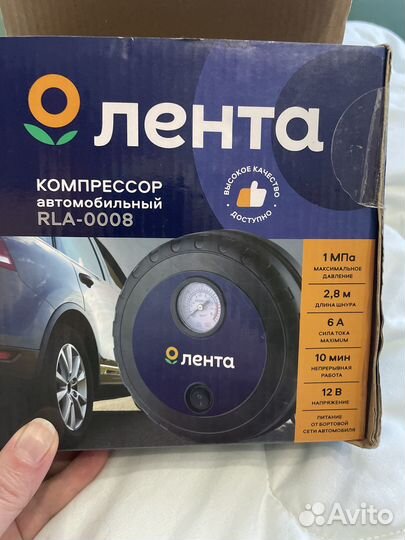 лента
КОМПРЕССОР
автомобильный
RLA-0008
ВЫСОКОЕ КАЧЕСТВО
ДОСТУПНО
1 МПа
МАКСИМАЛЬНОЕ
ДАВЛЕНИЕ
2,8 м
ДЛИНА ШНУРА
6 А
СИЛА ТОКА
MAXIMUM
10 мин
НЕПРЕРЫВНАЯ
РАБОТА
12 В
НАПРЯЖЕНИЕ
ПИТАНИЕ
ОТ БОРТОВОЙ
СЕТИ АВТОМОБИЛЯ
лента
Avito